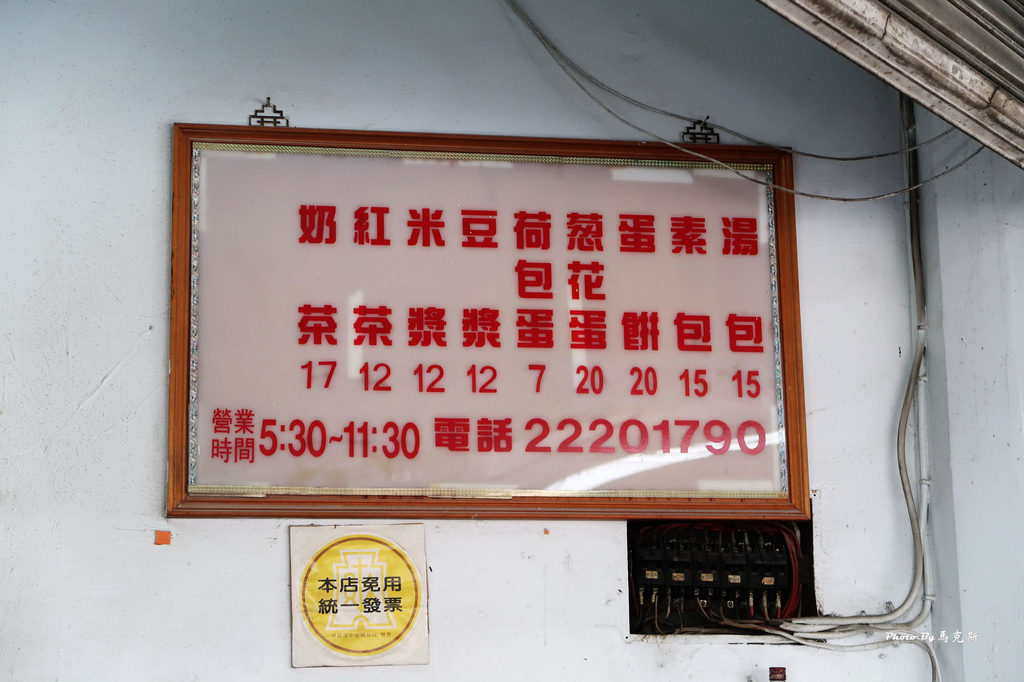 湯包 15
素包 15
蛋餅 20
葱花蛋 20
荷包蛋 7
豆漿 12
米漿 12
紅茶 12
奶茶 17
營業時間 5:30~11:30 電話 22201790
本店免用
統一發票
Photo By 馬克斯